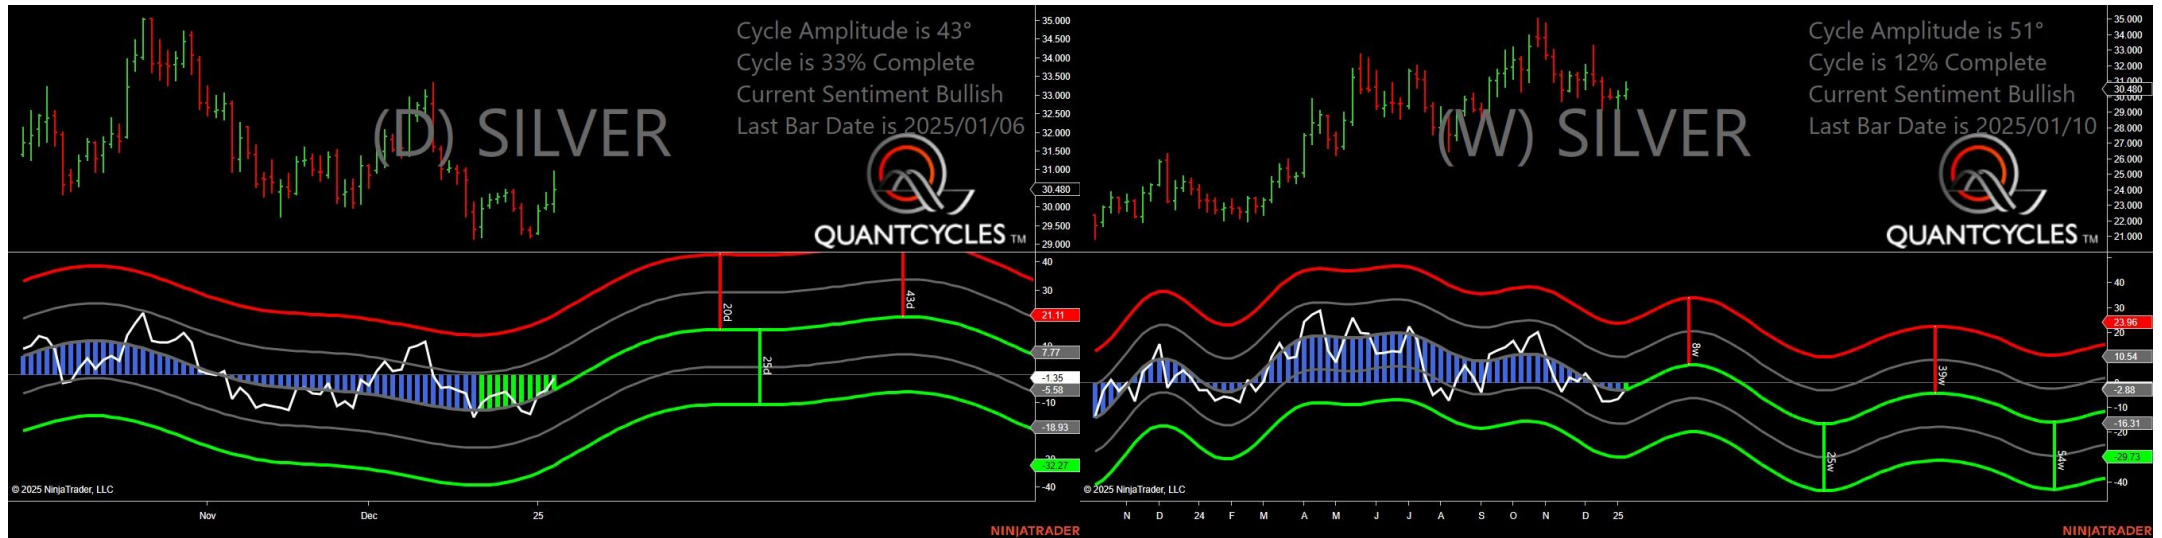 Cycle Amplitude is 43°
Cycle is 33% Complete
Current Sentiment Bullish
Last Bar Date is 2025/01/06
(D) SILVER
QUANTCYCLES TM
35.000
34.500
34.000
33.500
33.000
32.500
32.000
31.500
31.000
30.480
30.000
29.500
29.000
40
30
21.11
7.77
-1.35
-5.58
-10
-18.93
-32.27
-40
20d
25d
43d
© 2025 NinjaTrader, LLC
Nov
Dec
25
NINJATRADER
Cycle Amplitude is 51°
Cycle is 12% Complete
Current Sentiment Bullish
Last Bar Date is 2025/01/10
(W) SILVER
QUANTCYCLES TM
35.000
34.000
33.000
32.000
31.000
30.480
30.000
29.000
28.000
27.000
26.000
25.000
24.000
23.000
22.000
21.000
40
30
23.96
20
10.54
-2.88
-10
-16.31
-20
-29.73
-40
8w
25w
39w
54w
© 2025 NinjaTrader, LLC
N D 24 F M A M J J A S O N D 25
NINJATRADER